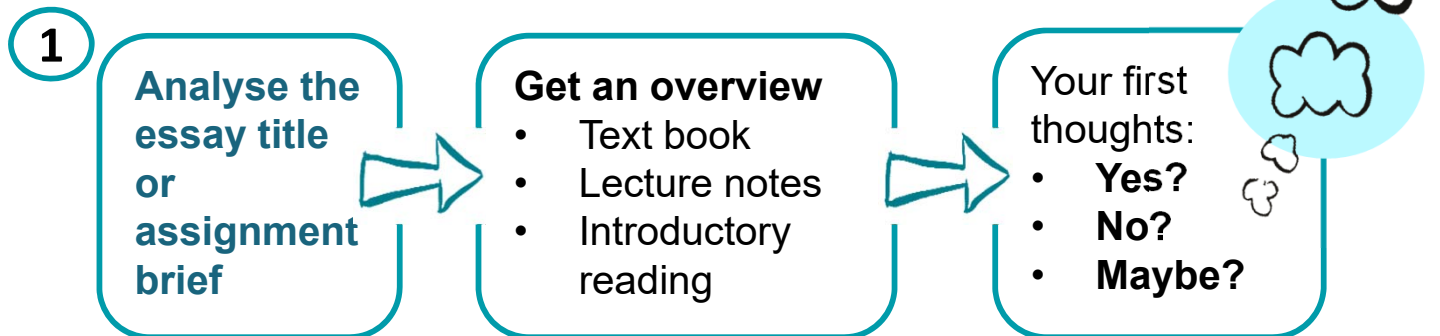 1
Analyse the
essay title
or
assignment
brief
Get an overview
• Text book
• Lecture notes
• Introductory
reading
Your first
thoughts:
• Yes?
• No?
• Maybe?